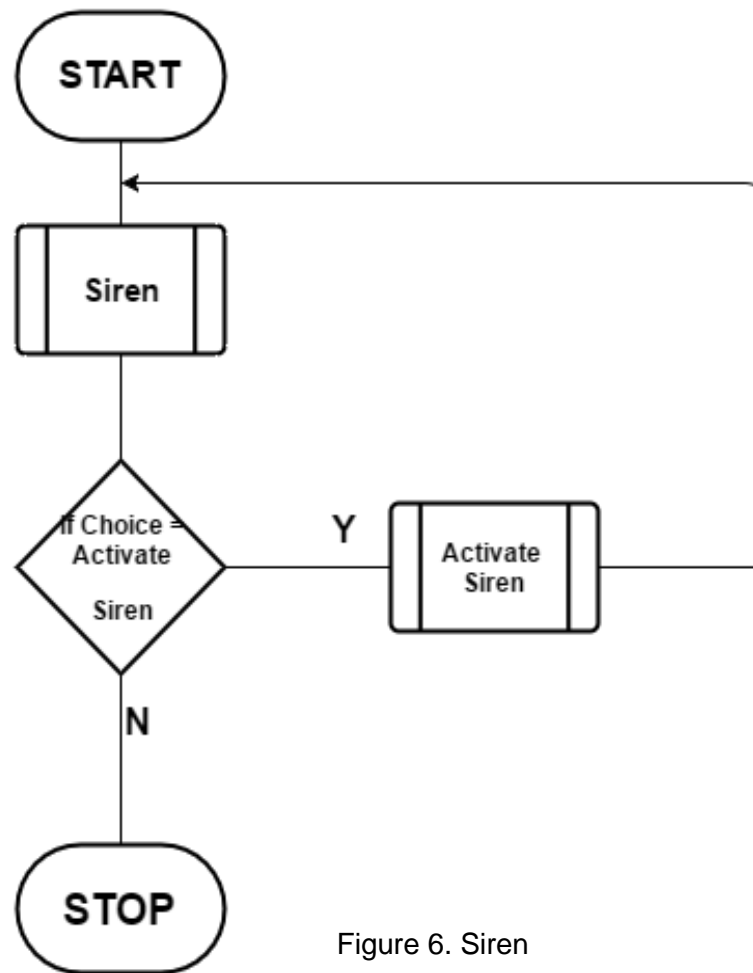 START
Siren
If Choice =
Activate
Siren
Y
Activate
Siren
N
STOP
Figure 6. Siren